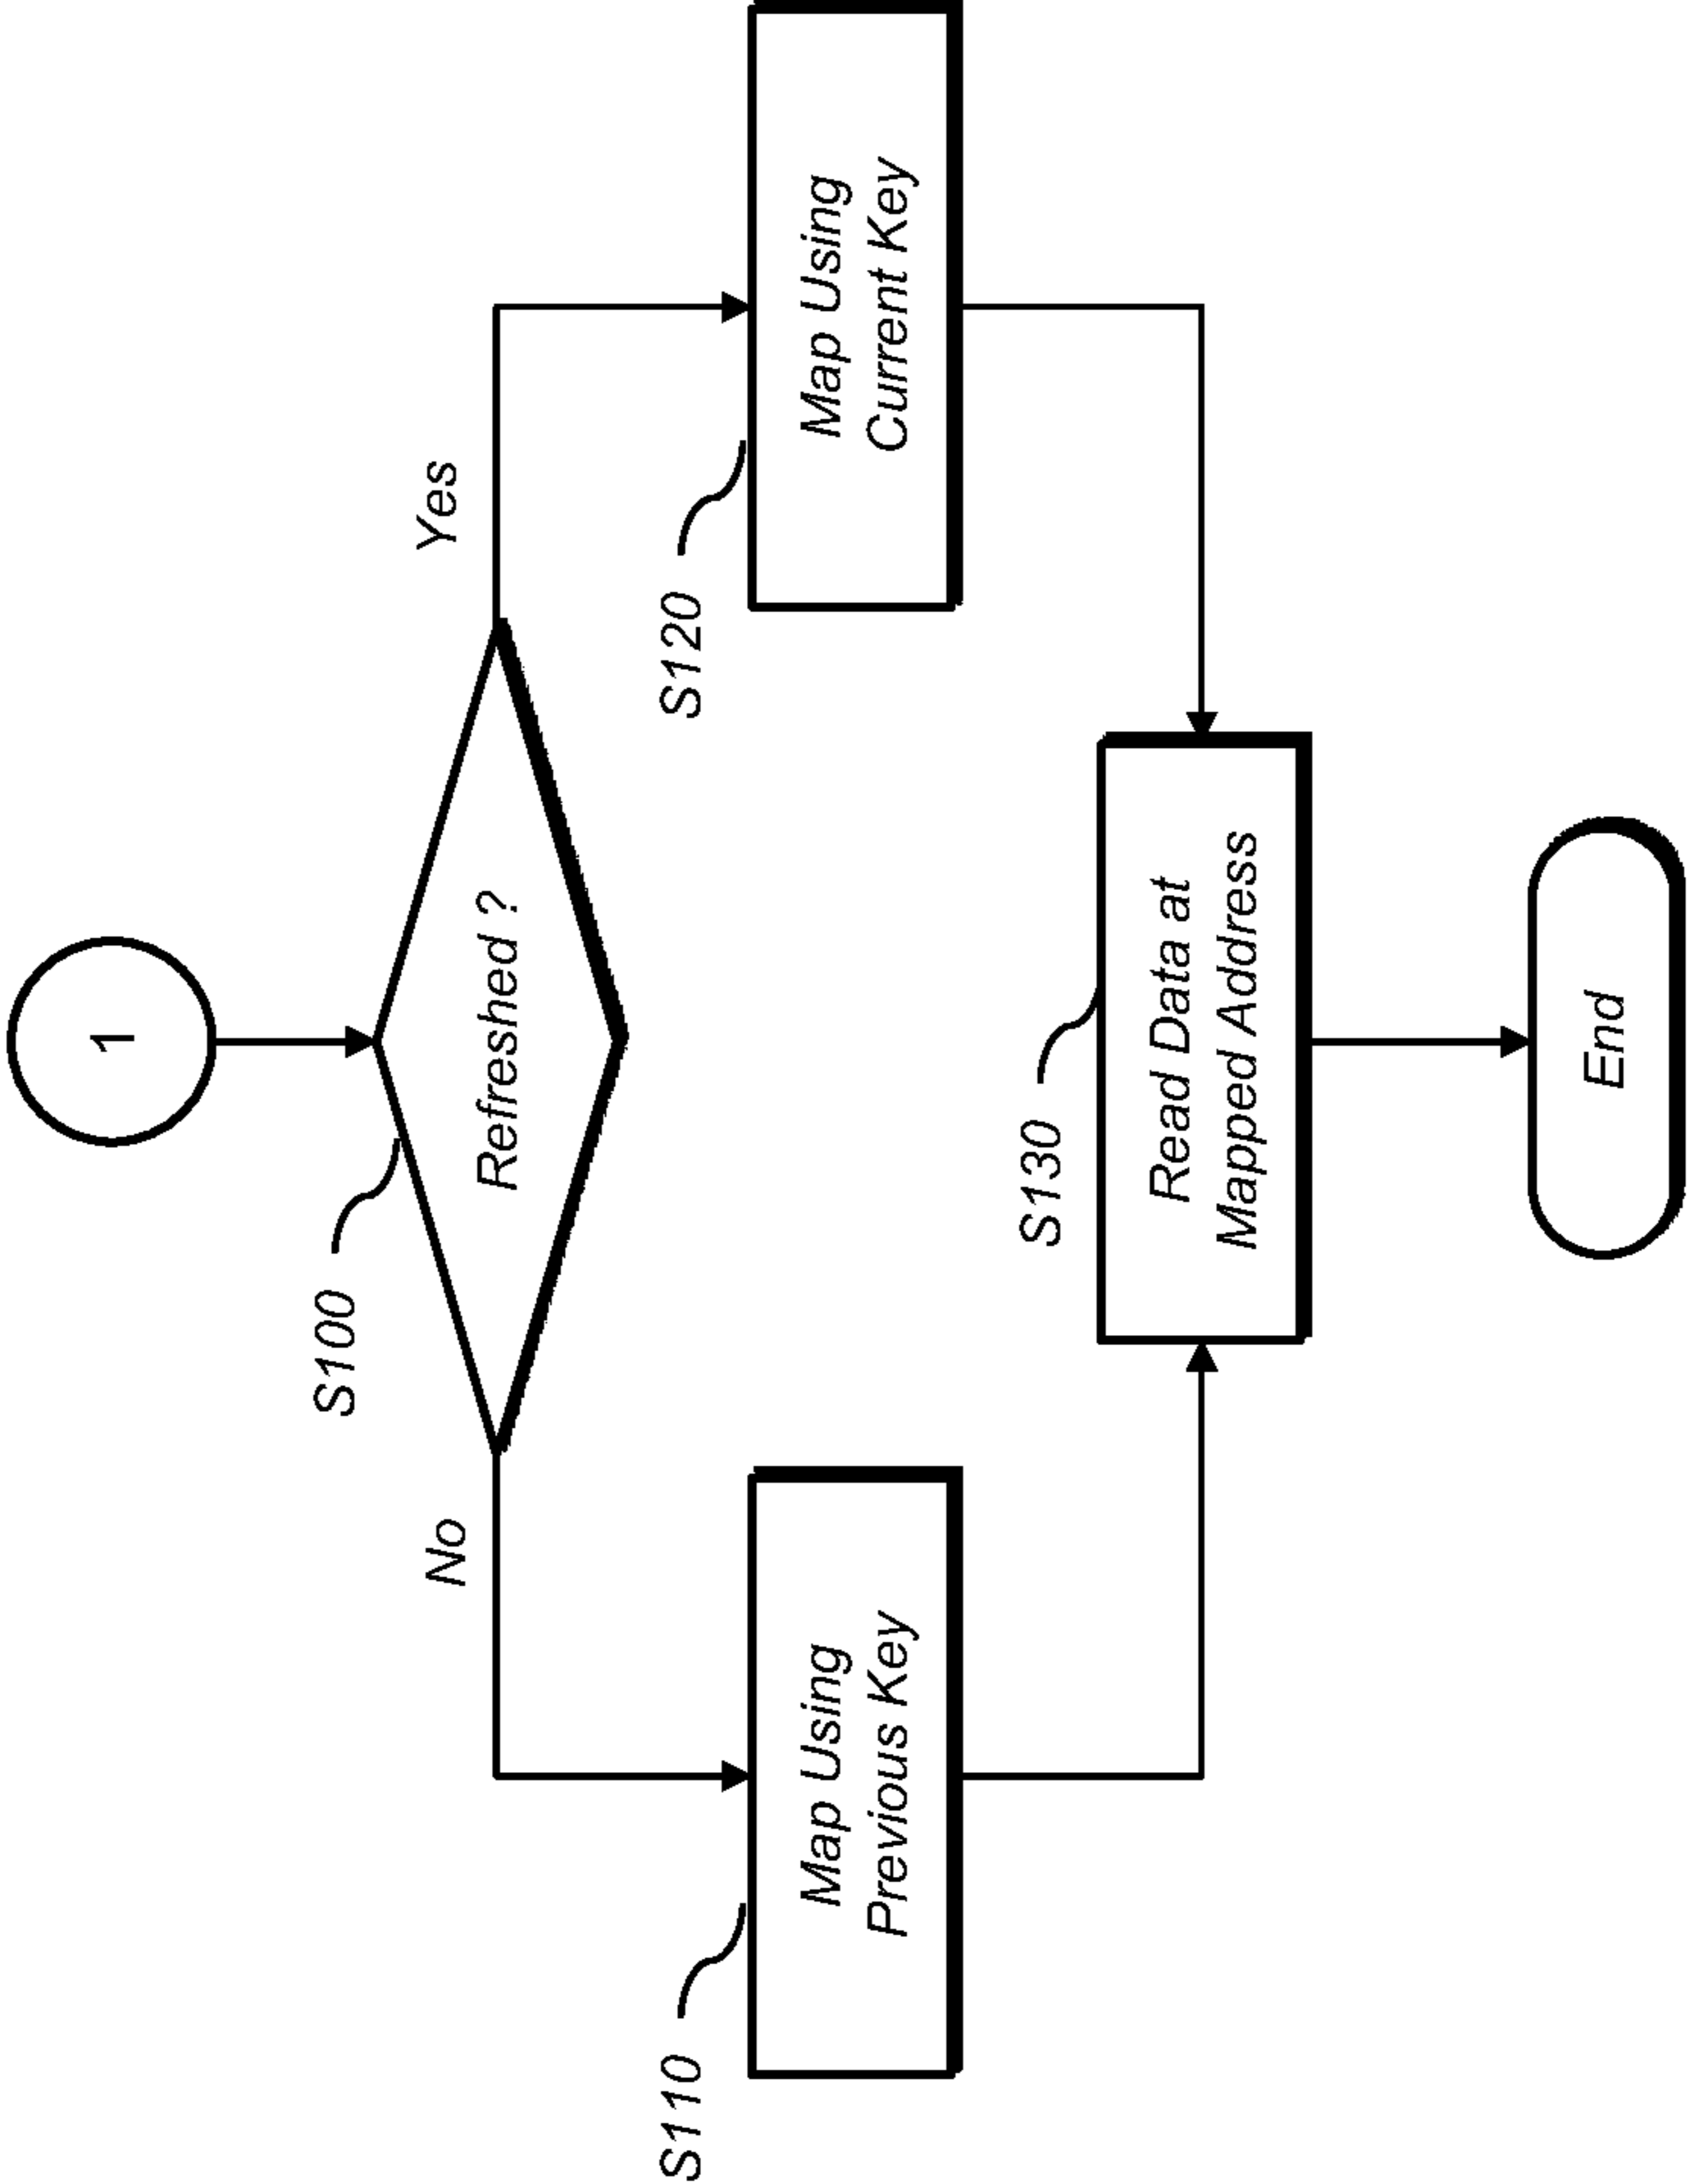 1
S100
Refreshed ?
No
Yes
S110
Map Using
Previous Key
S120
Map Using
Current Key
S130
Read Data at
Mapped Address
End